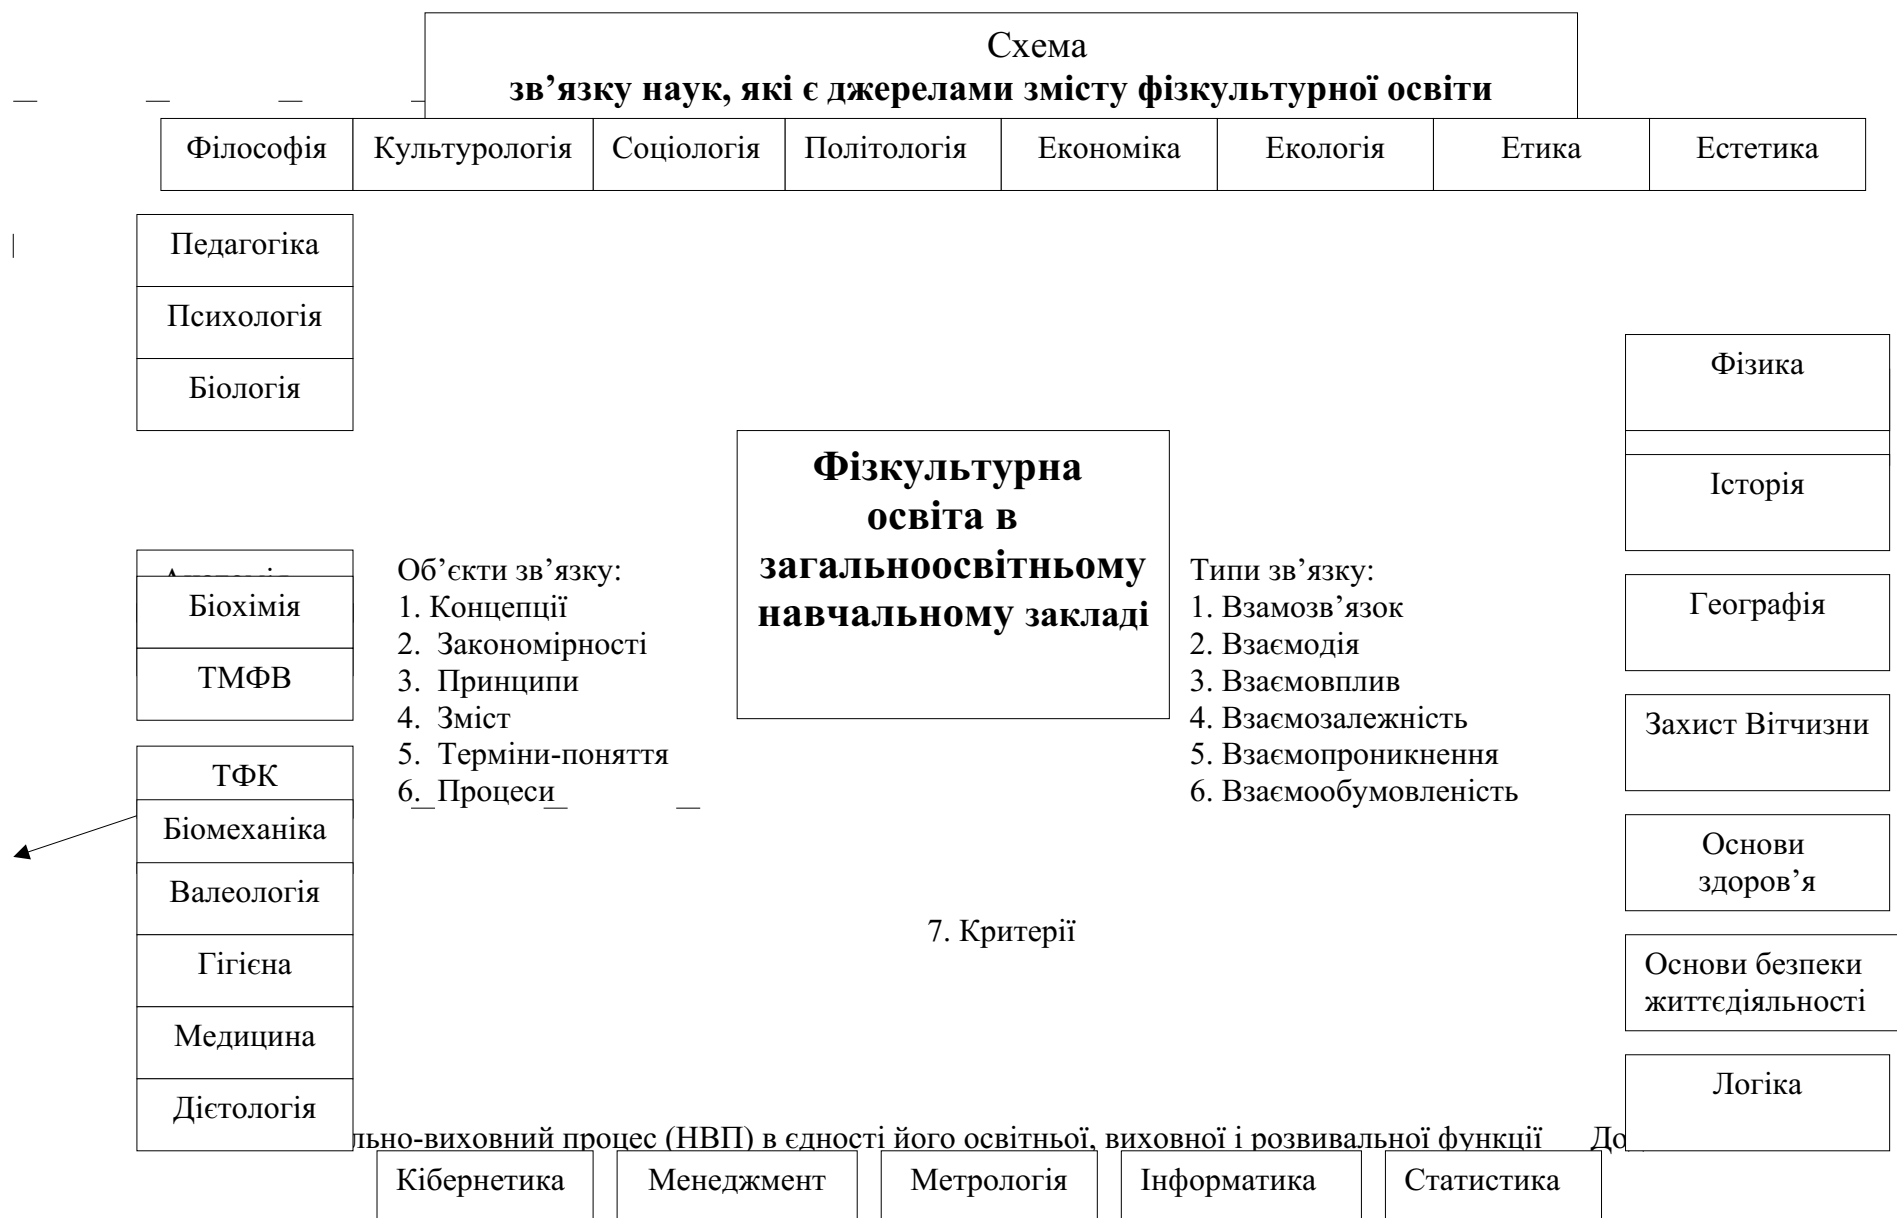 Схема
зв’язку наук, які є джерелами змісту фізкультурної освіти
Філософія Культурологія Соціологія Політологія Економіка Екологія Етика Естетика
Педагогіка
Психологія
Біологія
Біохімія
ТМФВ
ТФК
Біомеханіка
Валеологія
Гігієна
Медицина
Дієтологія
Об’єкти зв’язку:
1. Концепції
2. Закономірності
3. Принципи
4. Зміст
5. Терміни-поняття
6. Процеси
Фізкультурна
освіта в
загальноосвітньому
навчальному закладі
Типи зв’язку:
1. Взамозв’язок
2. Взаємодія
3. Взаємовплив
4. Взаємозалежність
5. Взаємопроникнення
6. Взаємообумовленість
7. Критерії
Фізика
Історія
Географія
Захист Вітчизни
Основи
здоров’я
Основи безпеки
життєдіяльності
Логіка
льно-виховний процес (НВП) в єдності його освітньої, виховної і розвивальної функції До
Кібернетика Менеджмент Метрологія Інформатика Статистика